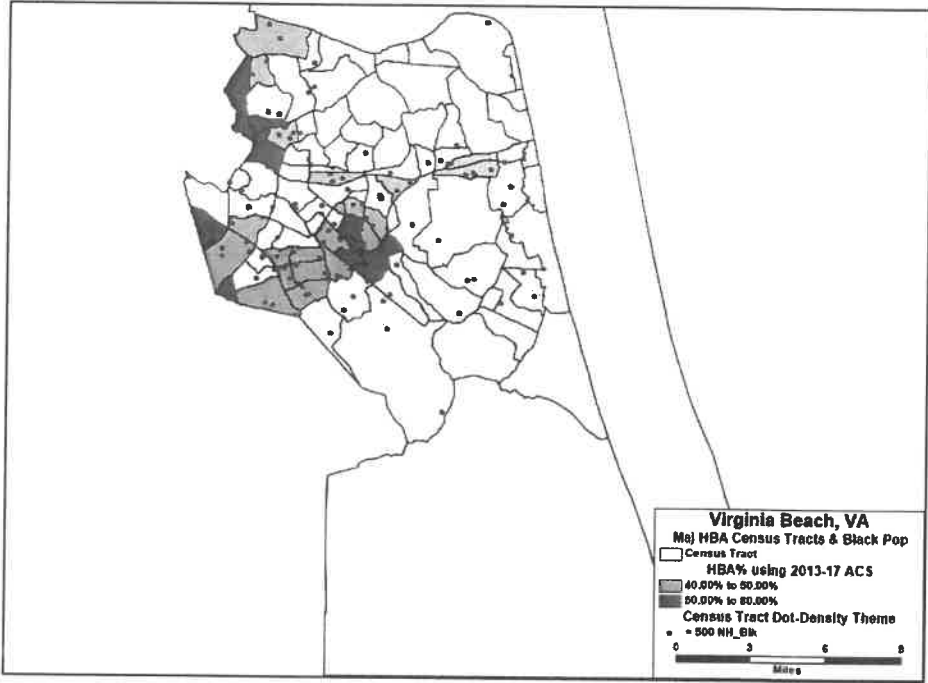 Virginia Beach, VA
Maj HBA Census Tracts & Black Pop
Census Tract
HBA% using 2013-17 ACS
40.00% to 50.00%
50.00% to 80.00%
Census Tract Dot-Density Theme
= 500 NH_Blk
0 3 6 9
Miles